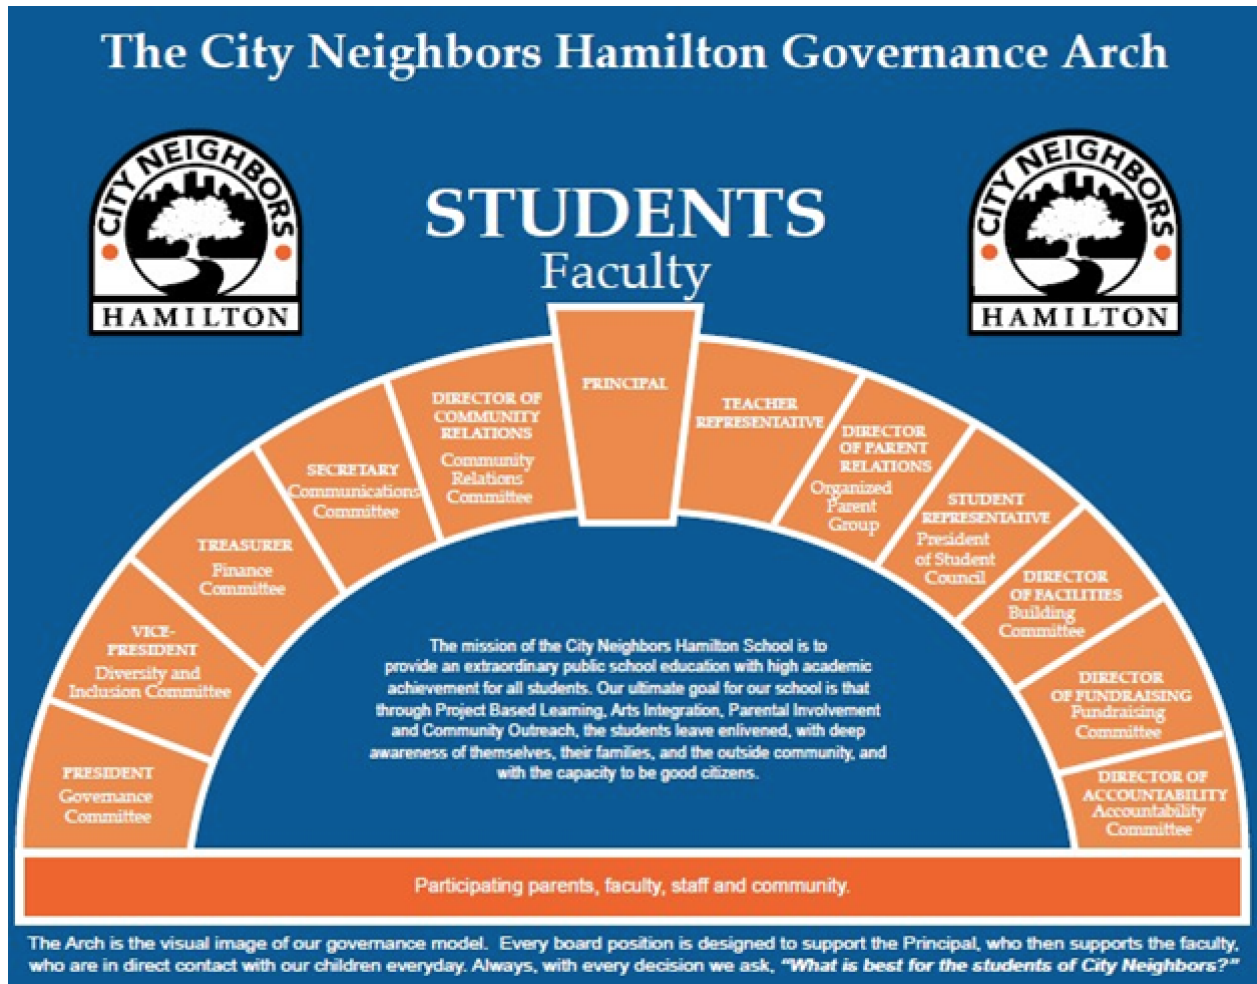 The City Neighbors Hamilton Governance Arch
CITY NEIGHBORS
HAMILTON
CITY NEIGHBORS
HAMILTON
STUDENTS
Faculty
PRESIDENT
Governance
Committee
VICE-
PRESIDENT
Diversity and
Inclusion Committee
TREASURER
Finance
Committee
SECRETARY
Communications
Committee
DIRECTOR OF
COMMUNITY
RELATIONS
Community
Relations
Committee
PRINCIPAL
TEACHER
REPRESENTATIVE
DIRECTOR
OF PARENT
RELATIONS
Organized
Parent
Group
STUDENT
REPRESENTATIVE
President
of Student
Council
DIRECTOR
OF FACILITIES
Building
Committee
DIRECTOR
OF FUNDRAISING
Fundraising
Committee
DIRECTOR OF
ACCOUNTABILITY
Accountability
Committee
The mission of the City Neighbors Hamilton School is to
provide an extraordinary public school education with high academic
achievement for all students. Our ultimate goal for our school is that
through Project Based Learning, Arts Integration, Parental Involvement
and Community Outreach, the students leave enlivened, with deep
awareness of themselves, their families, and the outside community, and
with the capacity to be good citizens.
Participating parents, faculty, staff and community.
The Arch is the visual image of our governance model. Every board position is designed to support the Principal, who then supports the faculty,
who are in direct contact with our children everyday. Always, with every decision we ask, "What is best for the students of City Neighbors?"